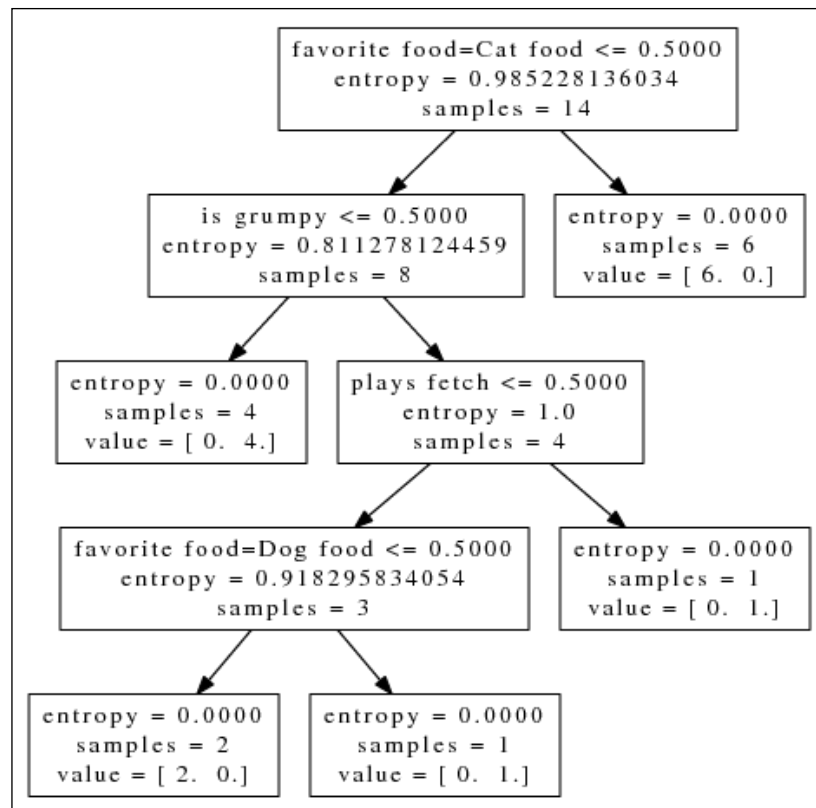 favorite food=Cat food <= 0.5000
entropy = 0.985228136034
samples = 14
is grumpy <= 0.5000
entropy = 0.811278124459
samples = 8
entropy = 0.0000
samples = 6
value = [ 6. 0.]
entropy = 0.0000
samples = 4
value = [ 0. 4.]
plays fetch <= 0.5000
entropy = 1.0
samples = 4
favorite food=Dog food <= 0.5000
entropy = 0.918295834054
samples = 3
entropy = 0.0000
samples = 1
value = [ 0. 1.]
entropy = 0.0000
samples = 2
value = [ 2. 0.]
entropy = 0.0000
samples = 1
value = [ 0. 1.]